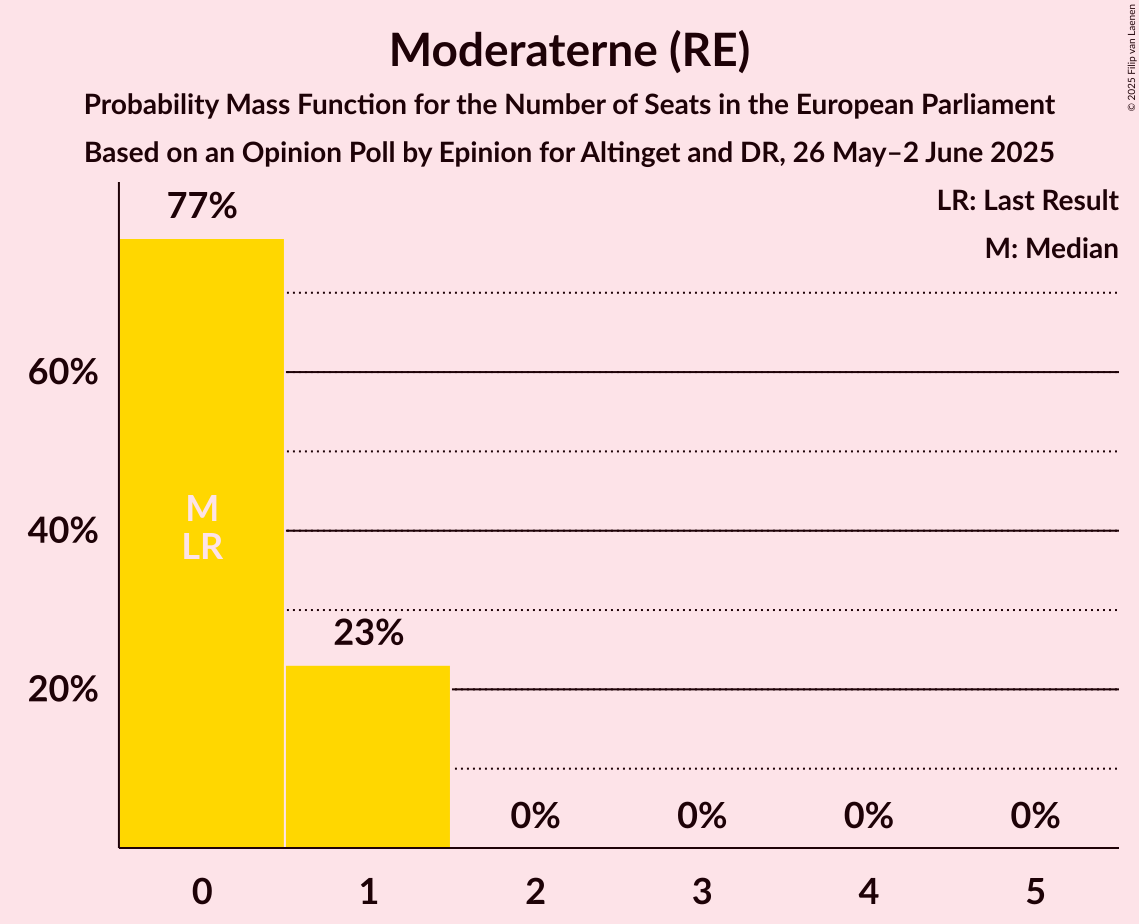 Moderaterne (RE)
Probability Mass Function for the Number of Seats in the European Parliament
Based on an Opinion Poll by Epinion for Altinget and DR, 26 May–2 June 2025
© 2025 Filip van Laenen
LR: Last Result
M: Median
77%
60%
M
40%
LR
23%
20%
0% 0% 0% 0%
0 1 2 3 4 5